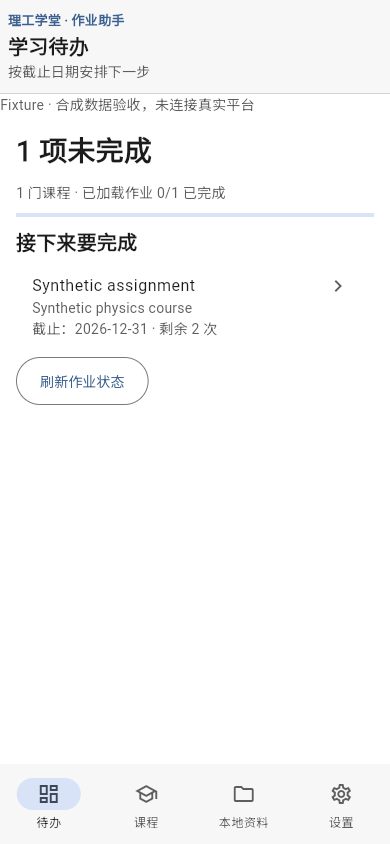 理工学堂 · 作业助手
学习待办
按截止日期安排下一步
Fixture · 合成数据验收，未连接真实平台
1 项未完成
1 门课程 · 已加载作业 0/1 已完成
接下来要完成
Synthetic assignment
Synthetic physics course
截止：2026-12-31 · 剩余 2 次
刷新作业状态
待办 课程 本地资料 设置